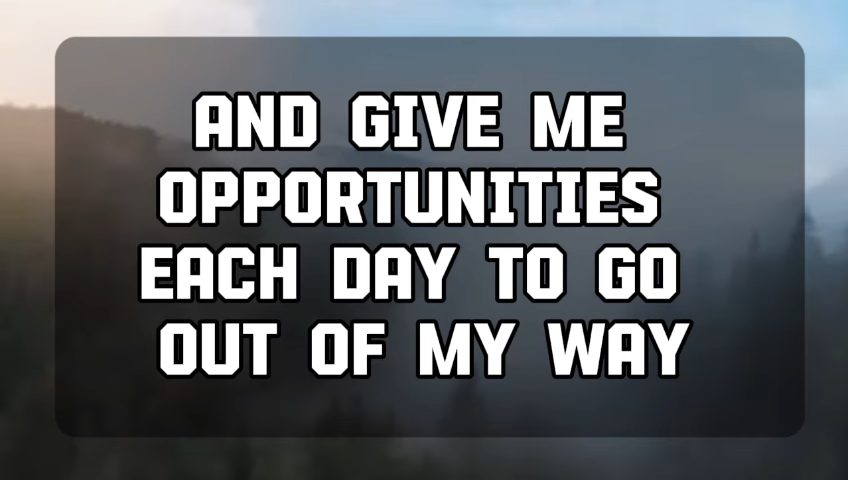 AND GIVE ME
OPPORTUNITIES
EACH DAY TO GO
OUT OF MY WAY